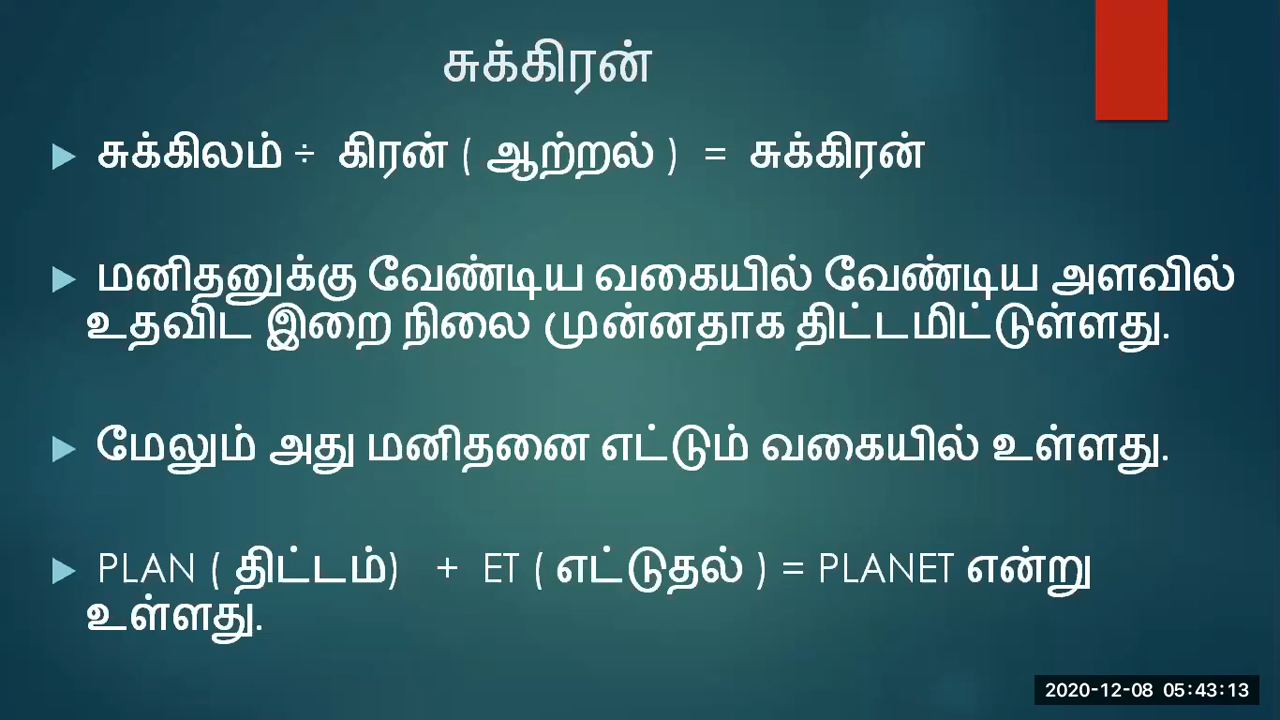 சுக்கிரன்
சுக்கிலம் ÷ கிரன் ( ஆற்றல் ) = சுக்கிரன்
மனிதனுக்கு வேண்டிய வகையில் வேண்டிய அளவில்
உதவிட இறை நிலை முன்னதாக திட்டமிட்டுள்ளது.
மேலும் அது மனிதனை எட்டும் வகையில் உள்ளது.
PLAN ( திட்டம்) + ET ( எட்டுதல் ) = PLANET என்று
உள்ளது.
2020-12-08 05:43:13